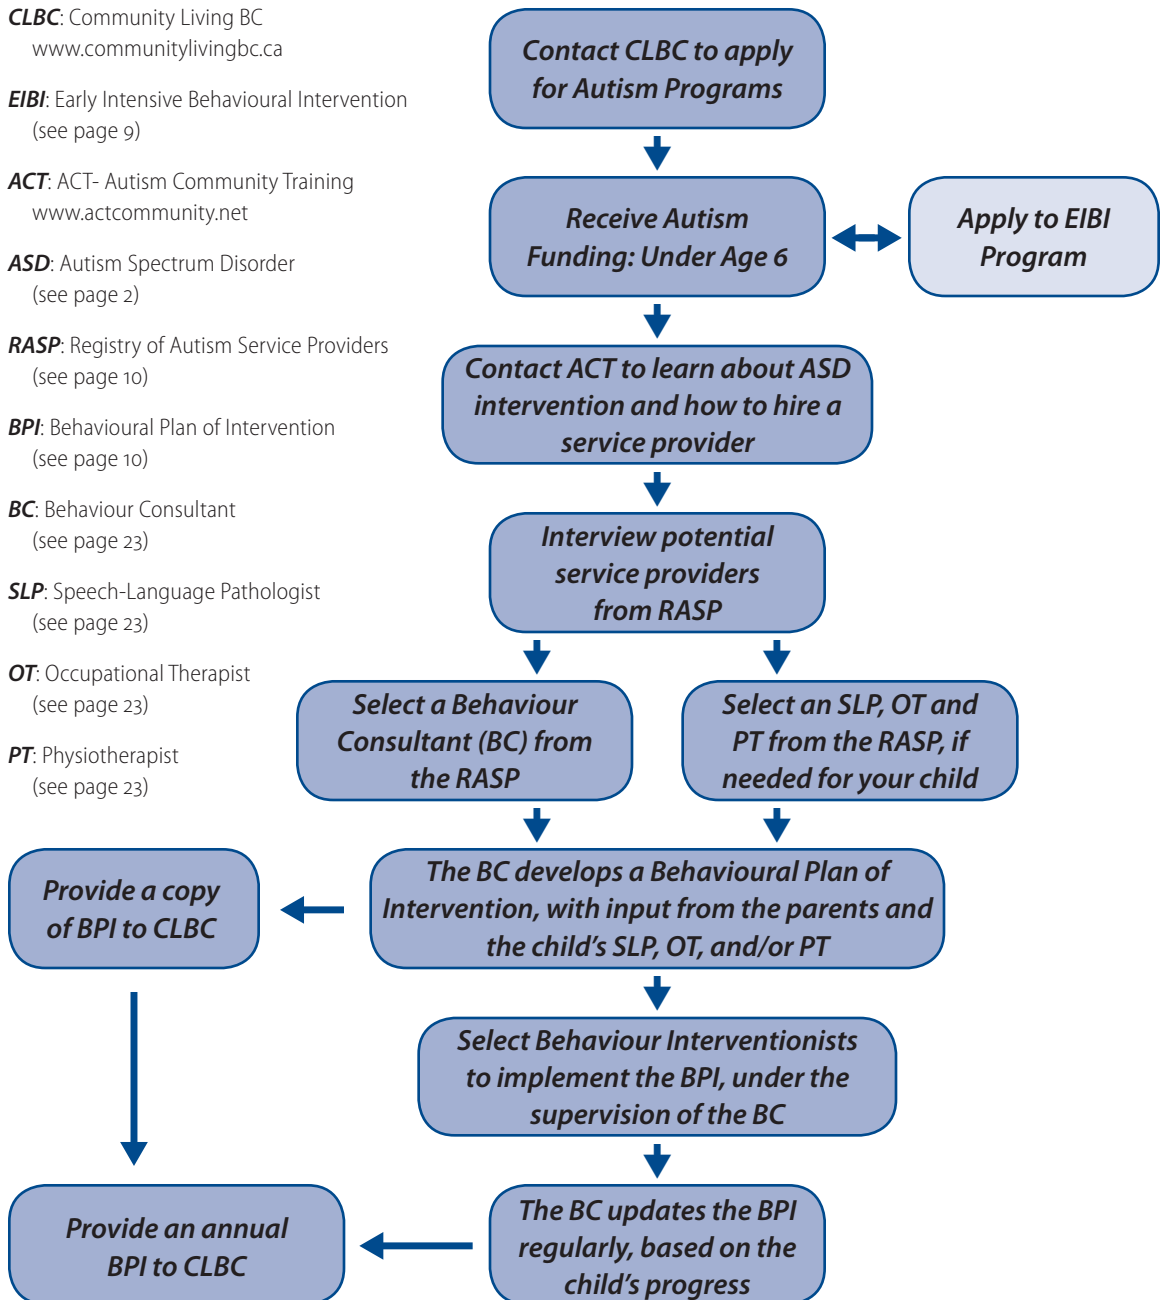 CLBC: Community Living BC
www.communitylivingbc.ca
EIBI: Early Intensive Behavioural Intervention
(see page 9)
ACT: ACT- Autism Community Training
www.actcommunity.net
ASD: Autism Spectrum Disorder
(see page 2)
RASP: Registry of Autism Service Providers
(see page 10)
BPI: Behavioural Plan of Intervention
(see page 10)
BC: Behaviour Consultant
(see page 23)
SLP: Speech-Language Pathologist
(see page 23)
OT: Occupational Therapist
(see page 23)
PT: Physiotherapist
(see page 23)
Contact CLBC to apply
for Autism Programs
Receive Autism
Funding: Under Age 6
Apply to EIBI
Program
Contact ACT to learn about ASD
intervention and how to hire a
service provider
Interview potential
service providers
from RASP
Select a Behaviour
Consultant (BC) from
the RASP
Select an SLP, OT and
PT from the RASP, if
needed for your child
The BC develops a Behavioural Plan of
Intervention, with input from the parents and
the child's SLP, OT, and/or PT
Provide a copy
of BPI to CLBC
Select Behaviour Interventionists
to implement the BPI, under the
supervision of the BC
The BC updates the BPI
regularly, based on the
child's progress
Provide an annual
BPI to CLBC